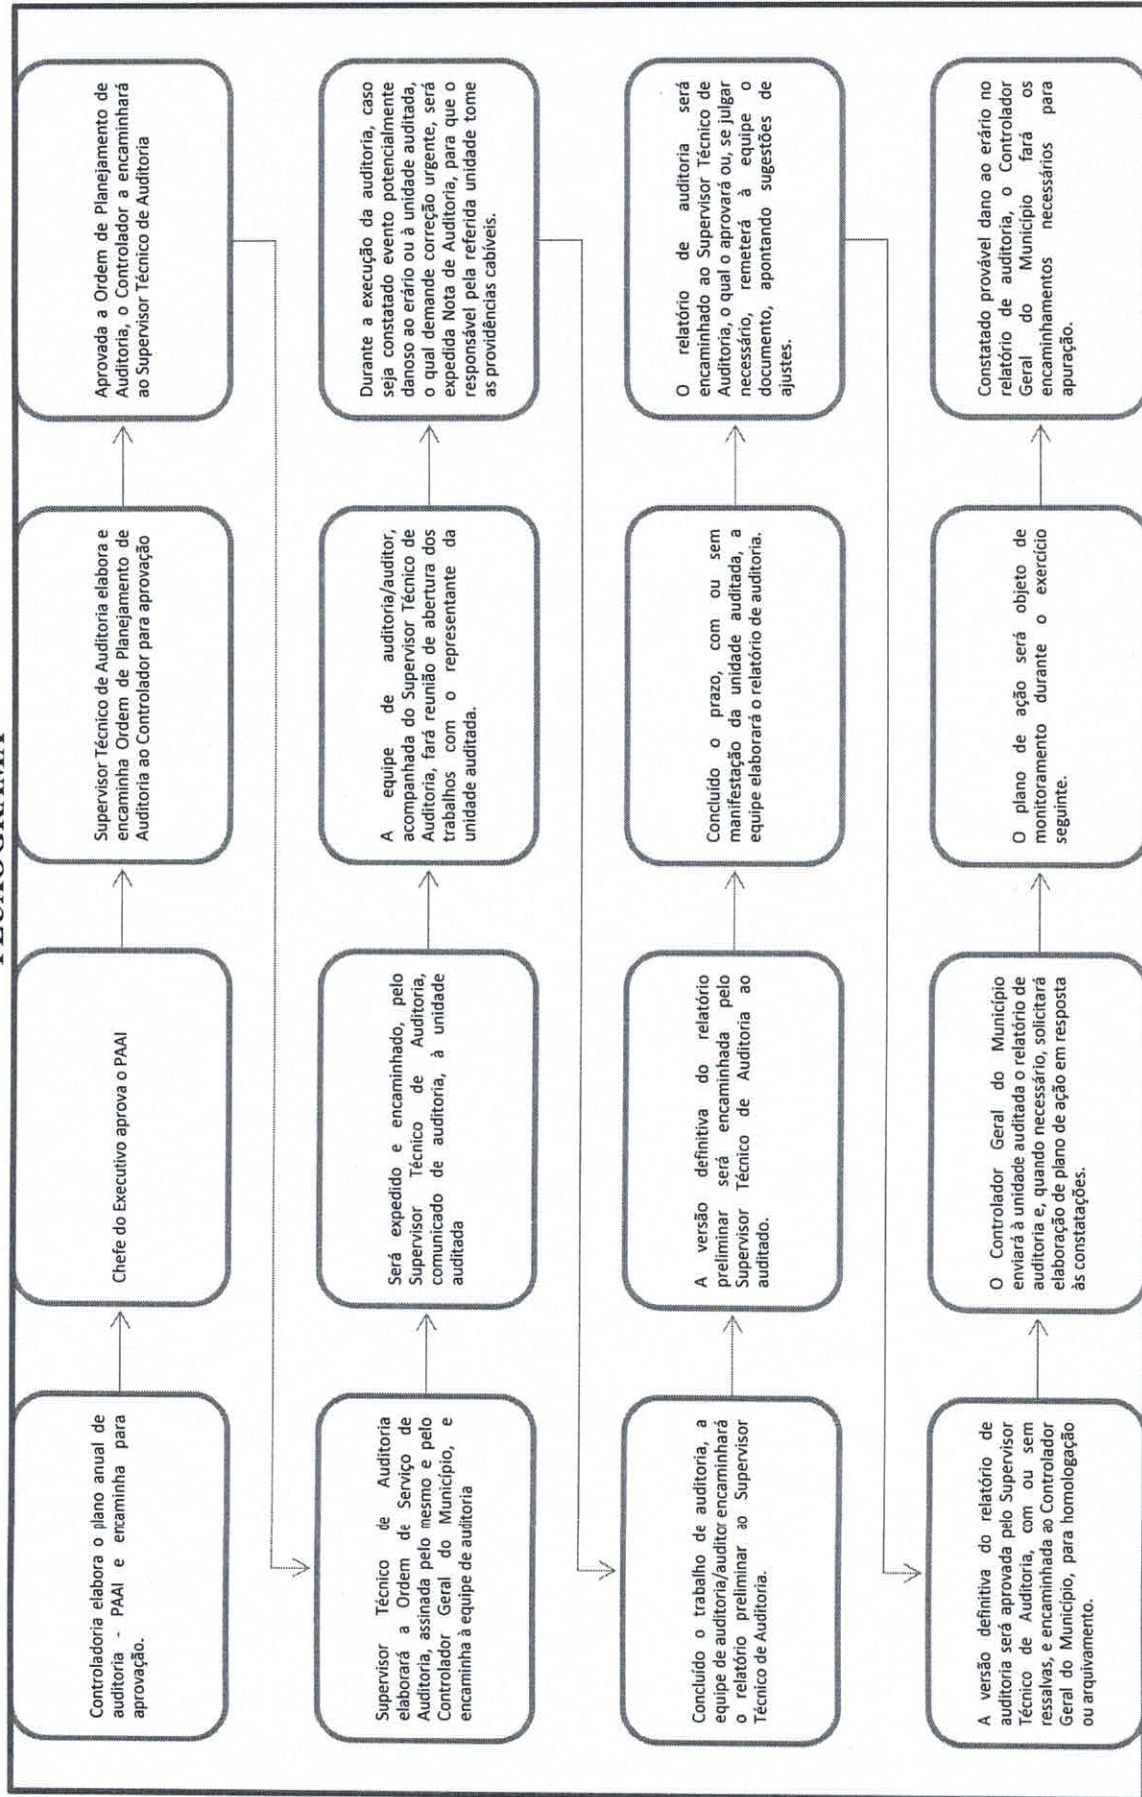 FLUXOGRAMA
Controladoria elabora o plano anual de
auditoria - PAAI e encaminha para
aprovação.
Chefe do Executivo aprova o PAAI
Supervisor Técnico de Auditoria elabora e
encaminha Ordem de Planejamento de
Auditoria ao Controlador para aprovação
Aprovada a Ordem de Planejamento de
Auditoria, o Controlador a encaminhará
ao Supervisor Técnico de Auditoria
Supervisor Técnico de Auditoria
elaborará a Ordem de Serviço de
Auditoria, assinada pelo mesmo e pelo
Controlador Geral do Município, e
encaminha à equipe de auditoria
Será expedido e encaminhado, pelo
Supervisor Técnico de Auditoria,
comunicado de auditoria, à unidade
auditada
A equipe de auditoria/auditor,
acompanhada do Supervisor Técnico de
Auditoria, fará reunião de abertura dos
trabalhos com o representante da
unidade auditada.
Durante a execução da auditoria, caso
seja constatado evento potencialmente
danoso ao erário ou à unidade auditada,
o qual demande correção urgente, será
expedida Nota de Auditoria, para que o
responsável pela referida unidade tome
as providências cabíveis.
Concluído o trabalho de auditoria, a
equipe de auditoria/auditor encaminhará
o relatório preliminar ao Supervisor
Técnico de Auditoria.
A versão definitiva do relatório
preliminar será encaminhada pelo
Supervisor Técnico de Auditoria ao
auditado.
Concluído o prazo, com ou sem
manifestação da unidade auditada, a
equipe elaborará o relatório de auditoria.
O relatório de auditoria será
encaminhado ao Supervisor Técnico de
Auditoria, o qual o aprovará ou, se julgar
necessário, remeterá à equipe o
documento, apontando sugestões de
ajustes.
A versão definitiva do relatório de
auditoria será aprovada pelo Supervisor
Técnico de Auditoria, com ou sem
ressalvas, e encaminhada ao Controlador
Geral do Município, para homologação
ou arquivamento.
O Controlador Geral do Município
enviará à unidade auditada o relatório de
auditoria e, quando necessário, solicitará
elaboração de plano de ação em resposta
às constatações.
O plano de ação será objeto de
monitoramento durante o exercício
seguinte.
Constatado provável dano ao erário no
relatório de auditoria, o Controlador
Geral do Município fará os
encaminhamentos necessários para
apuração.